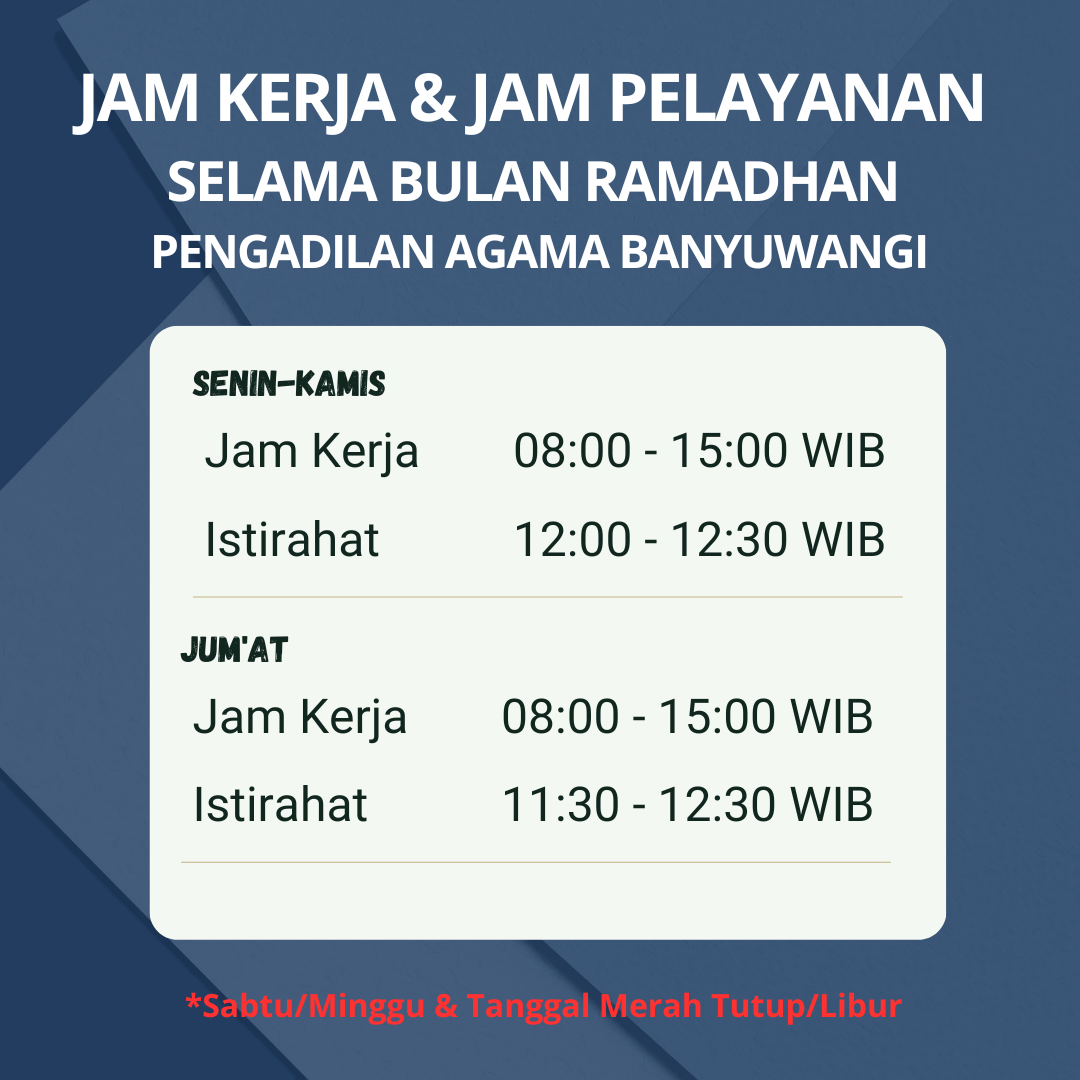 JAM KERJA & JAM PELAYANAN
SELAMA BULAN RAMADHAN
PENGADILAN AGAMA BANYUWANGI
SENIN-KAMIS
Jam Kerja 08:00 - 15:00 WIB
Istirahat 12:00 - 12:30 WIB
JUM'AT
Jam Kerja 08:00 - 15:00 WIB
Istirahat 11:30 - 12:30 WIB
*Sabtu/Minggu & Tanggal Merah Tutup/Libur